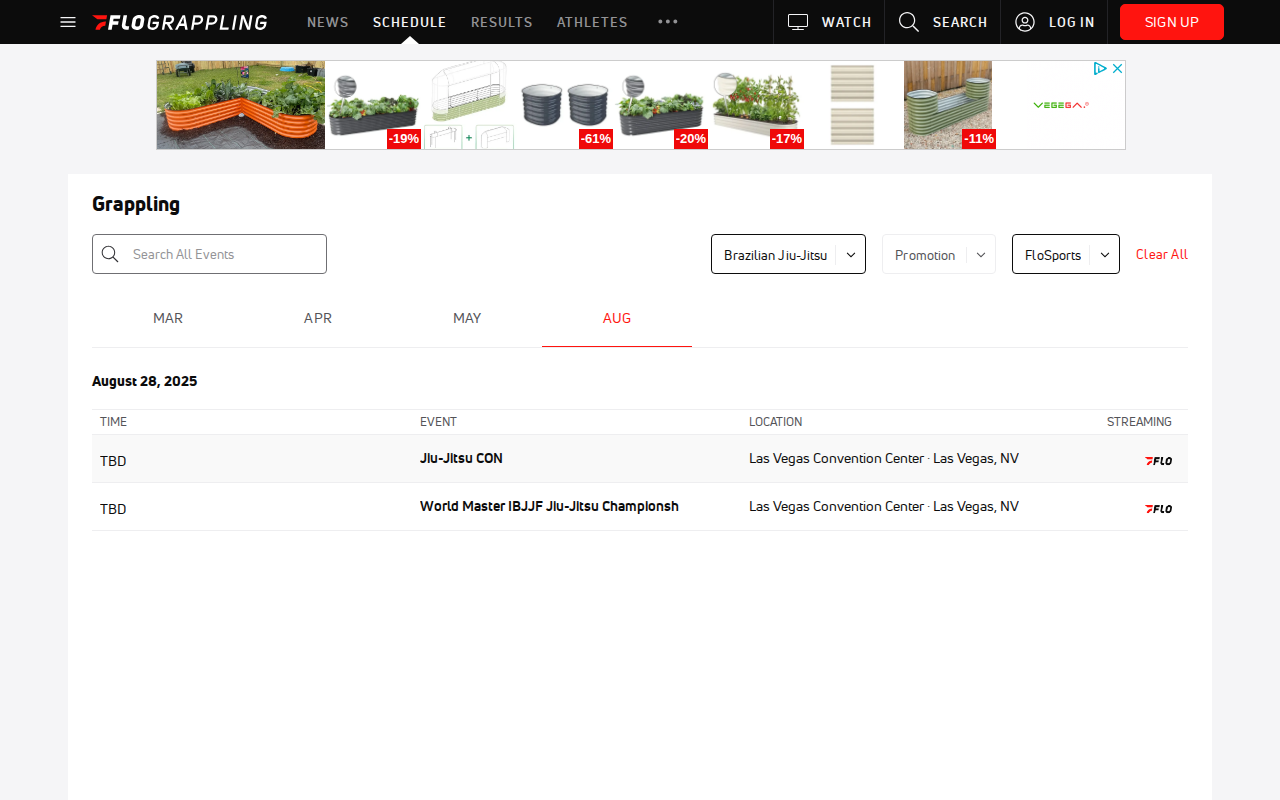 FLOGRAPPLING NEWS SCHEDULE RESULTS ATHLETES WATCH SEARCH LOG IN SIGN UP
-19% + -61% -20% -17% -11% VEGEGA
Grappling
Search All Events Brazilian Jiu-Jitsu Promotion FloSports Clear All
MAR APR MAY AUG
August 28, 2025
TIME EVENT LOCATION STREAMING
TBD Jiu-Jitsu CON Las Vegas Convention Center · Las Vegas, NV FLO
TBD World Master IBJJF Jiu-Jitsu Championsh Las Vegas Convention Center · Las Vegas, NV FLO